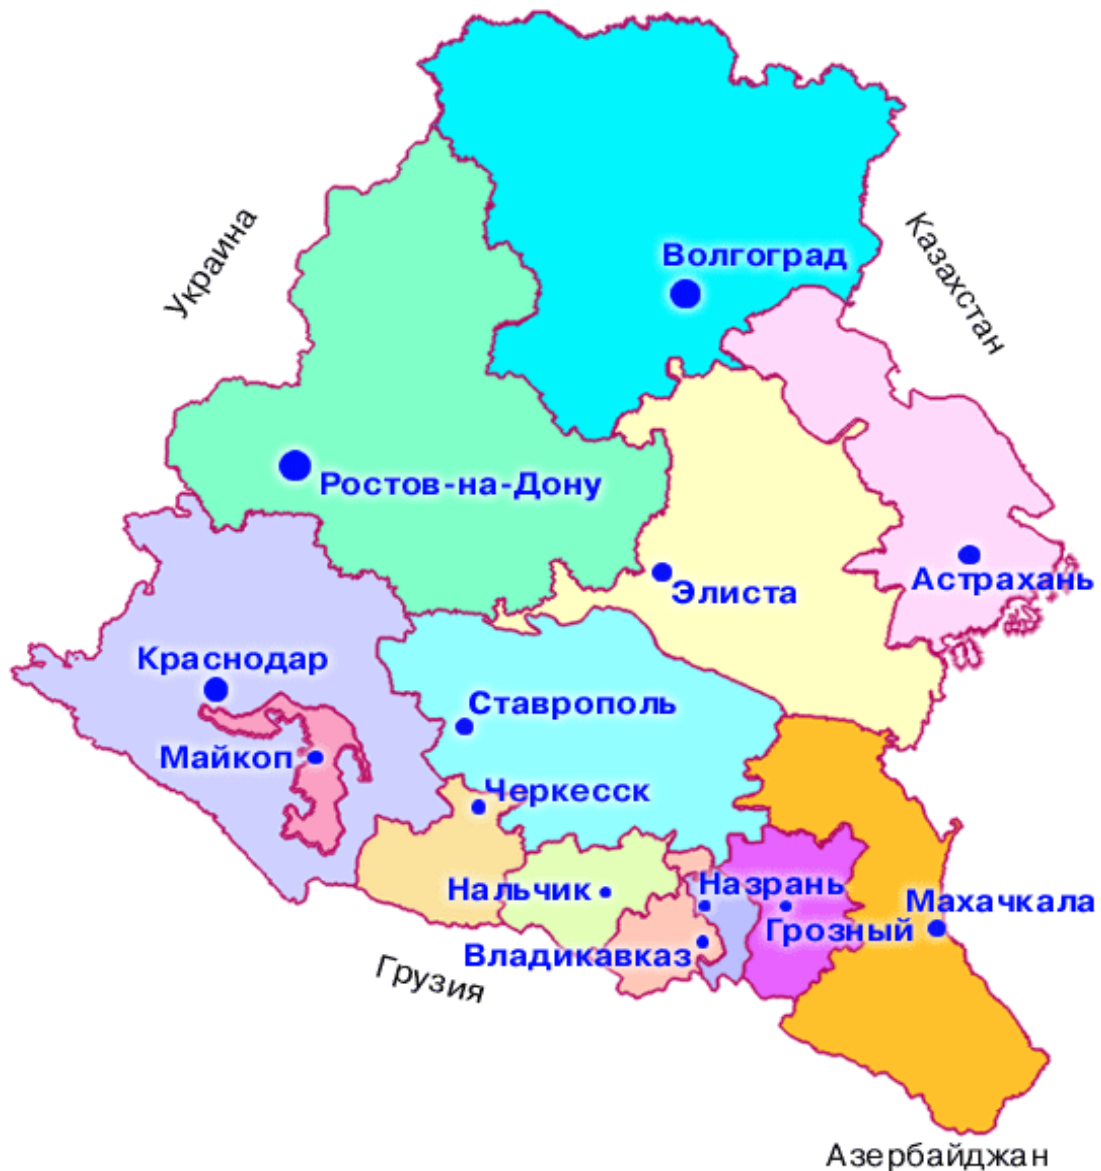 Украина
Казахстан
Волгоград
Ростов-на-Дону
Элиста
Астрахань
Краснодар
Ставрополь
Майкоп
Черкесск
Нальчик
Назрань
Махачкала
Грозный
Владикавказ
Грузия
Азербайджан